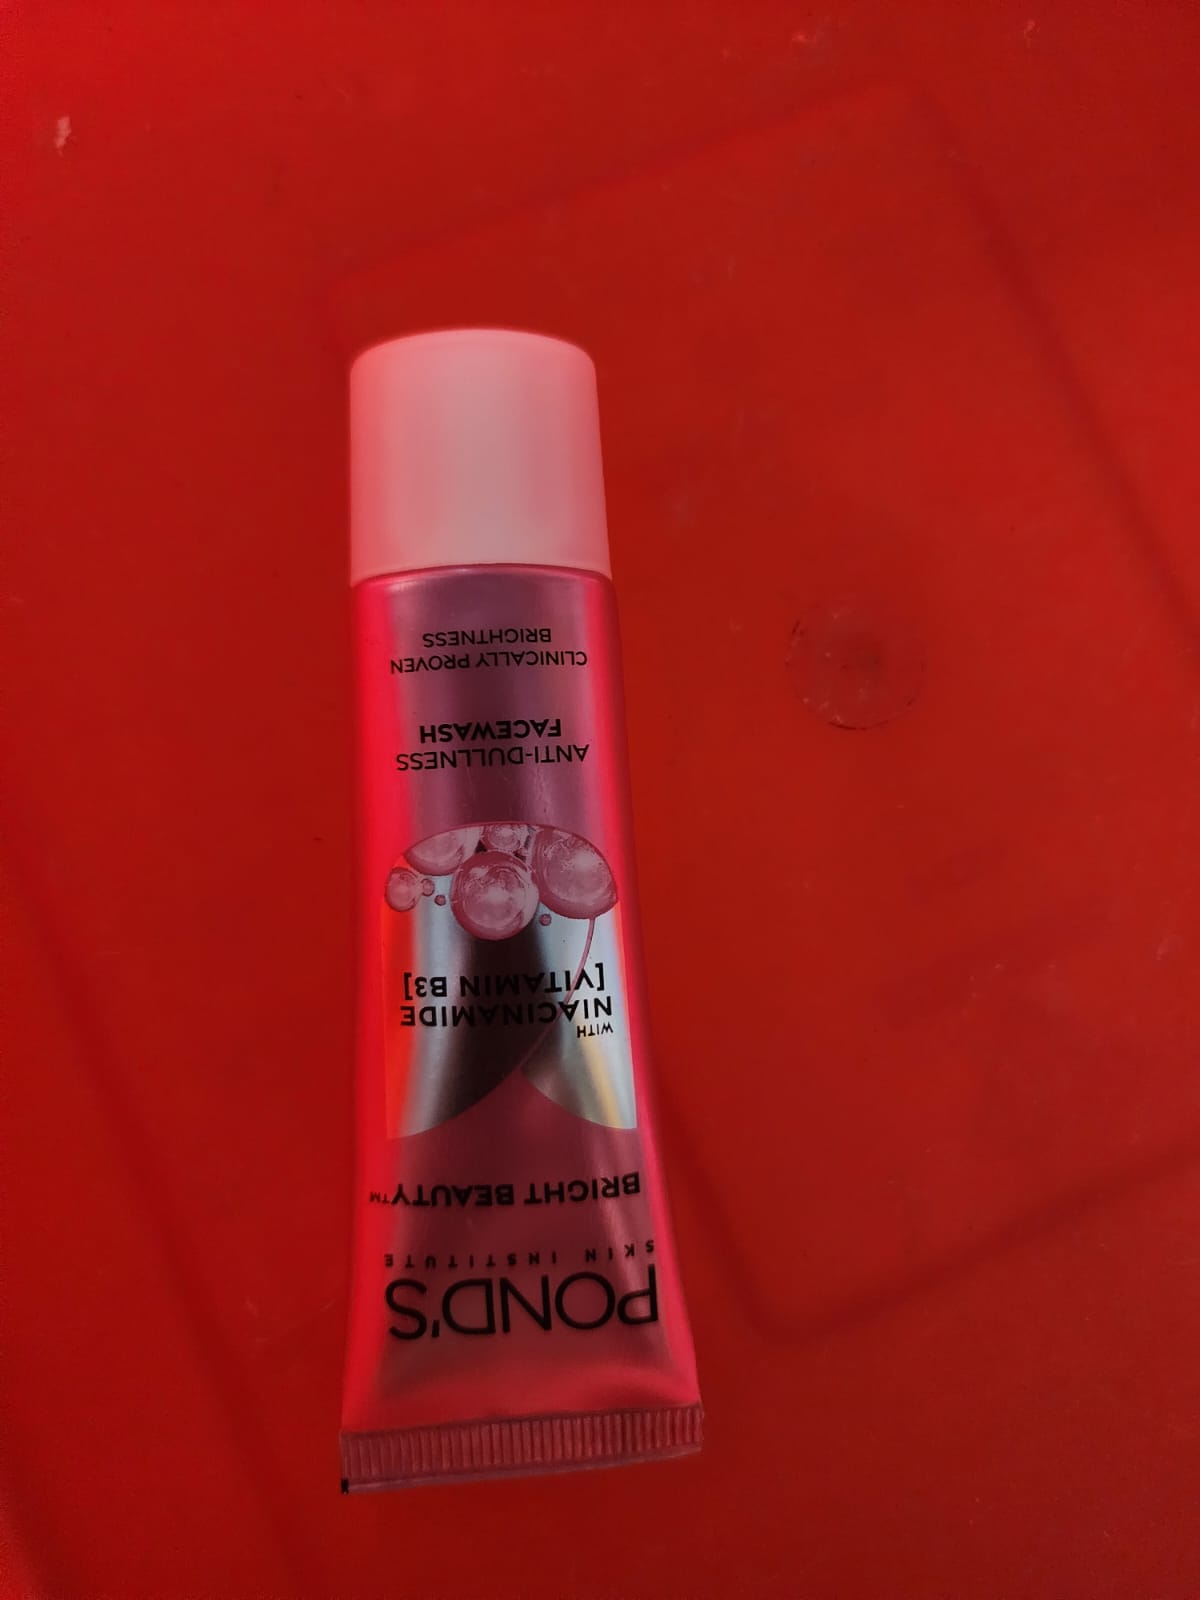 POND'S
SKIN INSTITUTE
BRIGHT BEAUTY™
WITH
NIACINAMIDE
[VITAMIN B3]
ANTI-DULLNESS
FACEWASH
CLINICALLY PROVEN
BRIGHTNESS